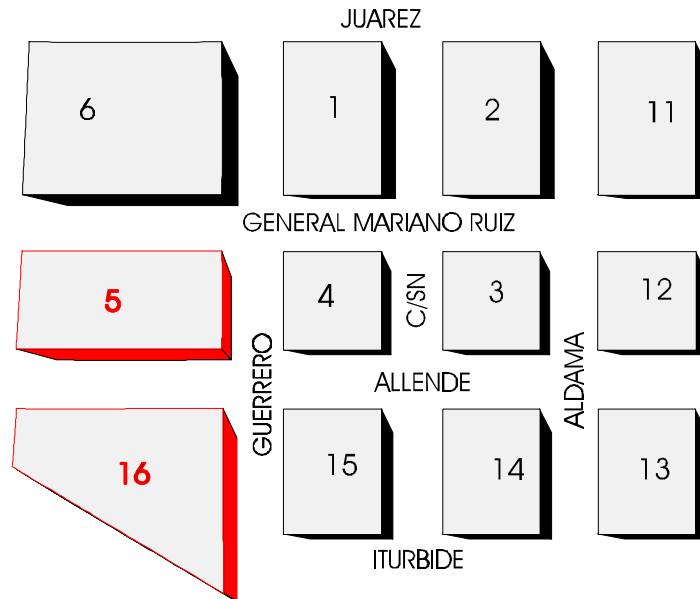 JUAREZ
6
1
2
11
GENERAL MARIANO RUIZ
5
4
C/SN
3
12
GUERRERO
ALLENDE
ALDAMA
16
15
14
13
ITURBIDE